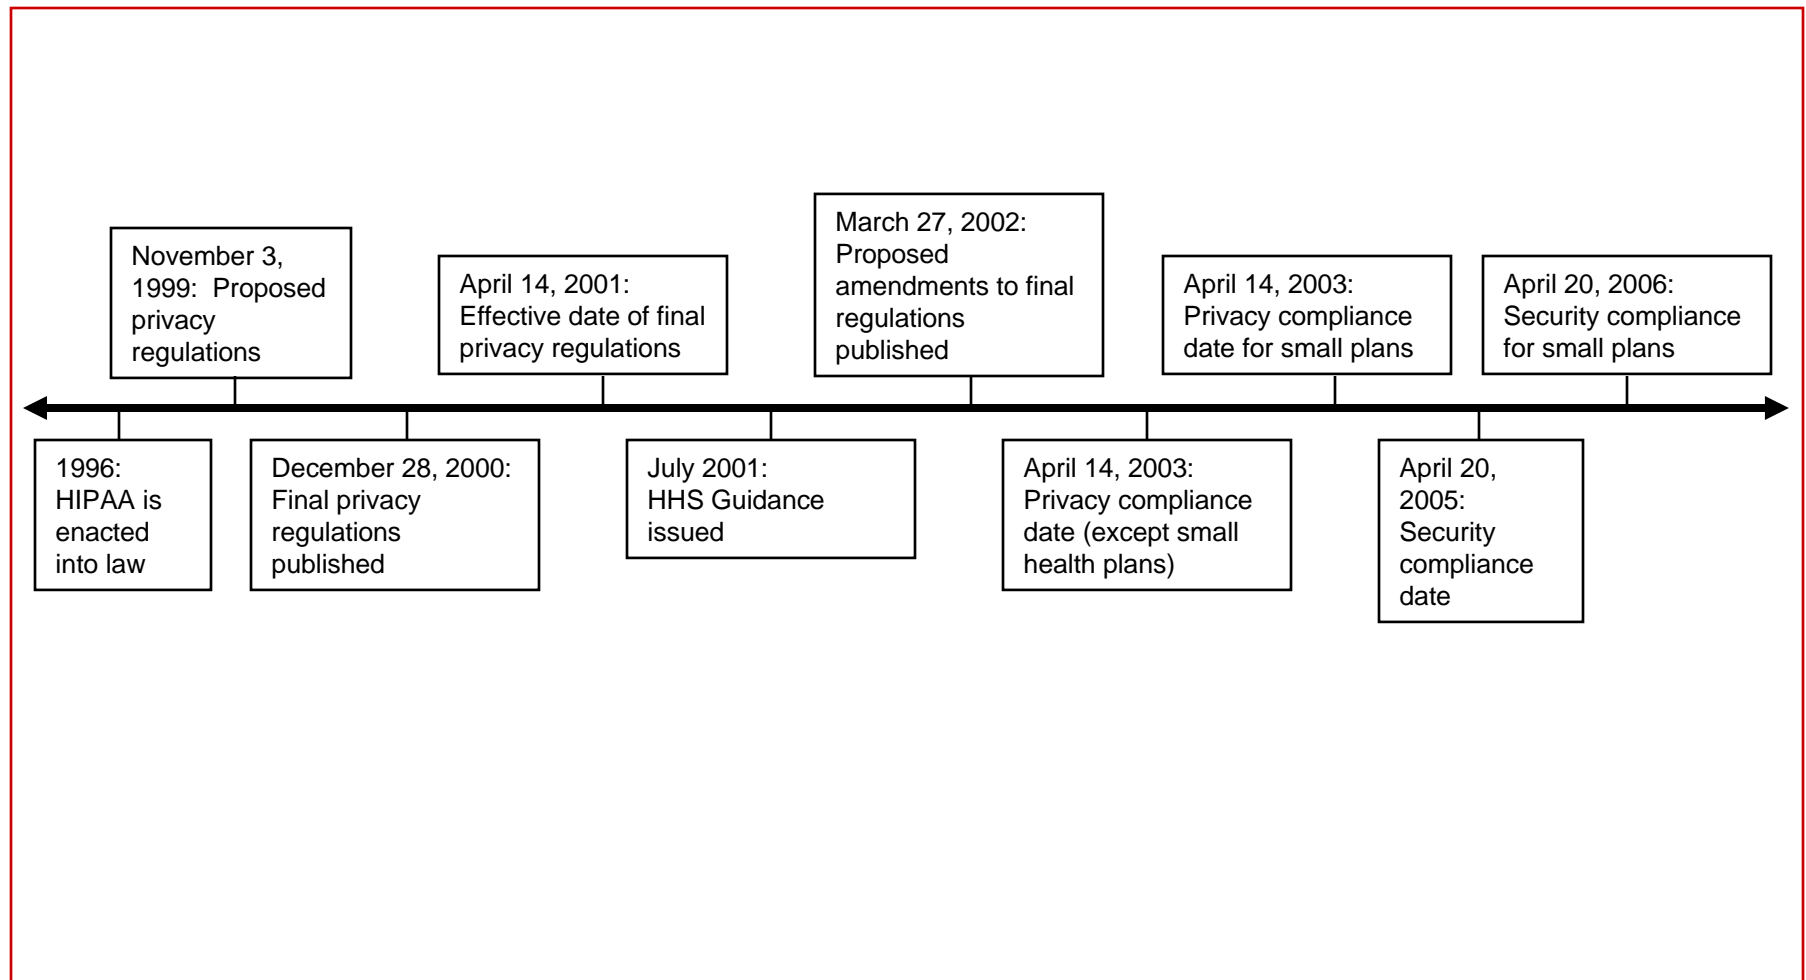 November 3,
1999:  Proposed
privacy
regulations
April 14, 2001:
Effective date of final
privacy regulations
March 27, 2002:
Proposed
amendments to final
regulations
published
April 14, 2003:
Privacy compliance
date for small plans
April 20, 2006:
Security compliance
for small plans
1996:
HIPAA is
enacted
into law
December 28, 2000:
Final privacy
regulations
published
July 2001:
HHS Guidance
issued
April 14, 2003:
Privacy compliance
date (except small
health plans)
April 20,
2005:
Security
compliance
date